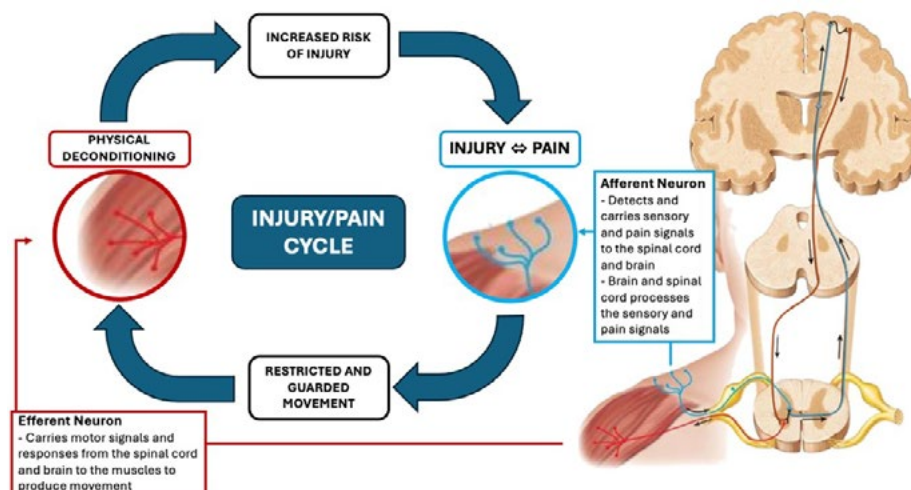 INCREASED RISK
OF INJURY
PHYSICAL
DECONDITIONING
INJURY ⇔ PAIN
INJURY/PAIN
CYCLE
Afferent Neuron
- Detects and
carries sensory
and pain signals
to the spinal cord
and brain
- Brain and spinal
cord processes
the sensory and
pain signals
RESTRICTED AND
GUARDED
MOVEMENT
Efferent Neuron
- Carries motor signals and
responses from the spinal cord
and brain to the muscles to
produce movement